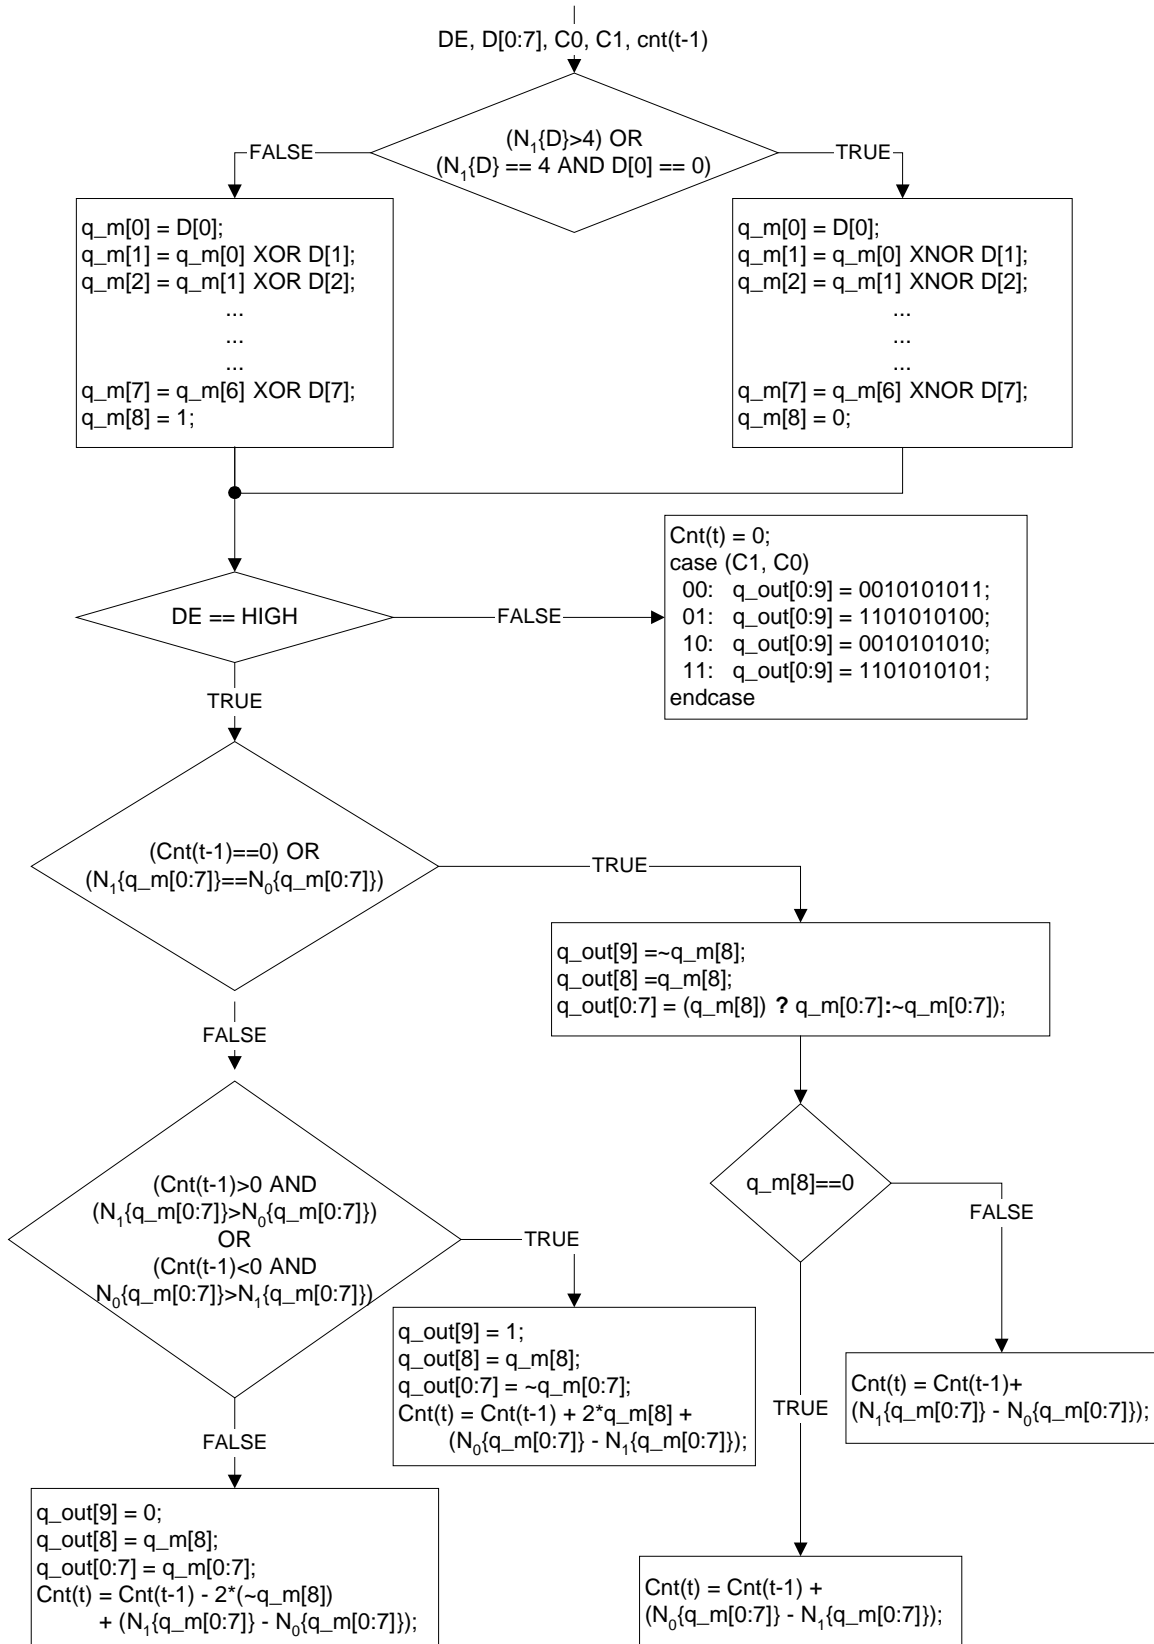 DE, D[0:7], C0, C1, cnt(t-1)
(N₁{D}>4) OR
(N₁{D} == 4 AND D[0] == 0)
FALSE
TRUE
q_m[0] = D[0];
q_m[1] = q_m[0] XOR D[1];
q_m[2] = q_m[1] XOR D[2];
...
...
...
q_m[7] = q_m[6] XOR D[7];
q_m[8] = 1;
q_m[0] = D[0];
q_m[1] = q_m[0] XNOR D[1];
q_m[2] = q_m[1] XNOR D[2];
...
...
...
q_m[7] = q_m[6] XNOR D[7];
q_m[8] = 0;
DE == HIGH
FALSE
TRUE
Cnt(t) = 0;
case (C1, C0)
00: q_out[0:9] = 0010101011;
01: q_out[0:9] = 1101010100;
10: q_out[0:9] = 0010101010;
11: q_out[0:9] = 1101010101;
endcase
(Cnt(t-1)==0) OR
(N₁{q_m[0:7]}==N₀{q_m[0:7]})
TRUE
FALSE
q_out[9] =~q_m[8];
q_out[8] =q_m[8];
q_out[0:7] = (q_m[8]) ? q_m[0:7]:~q_m[0:7]);
(Cnt(t-1)>0 AND
(N₁{q_m[0:7]}>N₀{q_m[0:7]})
OR
(Cnt(t-1)<0 AND
N₀{q_m[0:7]}>N₁{q_m[0:7]})
TRUE
FALSE
q_m[8]==0
FALSE
TRUE
q_out[9] = 1;
q_out[8] = q_m[8];
q_out[0:7] = ~q_m[0:7];
Cnt(t) = Cnt(t-1) + 2*q_m[8] +
(N₀{q_m[0:7]} - N₁{q_m[0:7]});
Cnt(t) = Cnt(t-1)+
(N₁{q_m[0:7]} - N₀{q_m[0:7]});
q_out[9] = 0;
q_out[8] = q_m[8];
q_out[0:7] = q_m[0:7];
Cnt(t) = Cnt(t-1) - 2*(~q_m[8])
+ (N₁{q_m[0:7]} - N₀{q_m[0:7]});
Cnt(t) = Cnt(t-1) +
(N₀{q_m[0:7]} - N₁{q_m[0:7]});